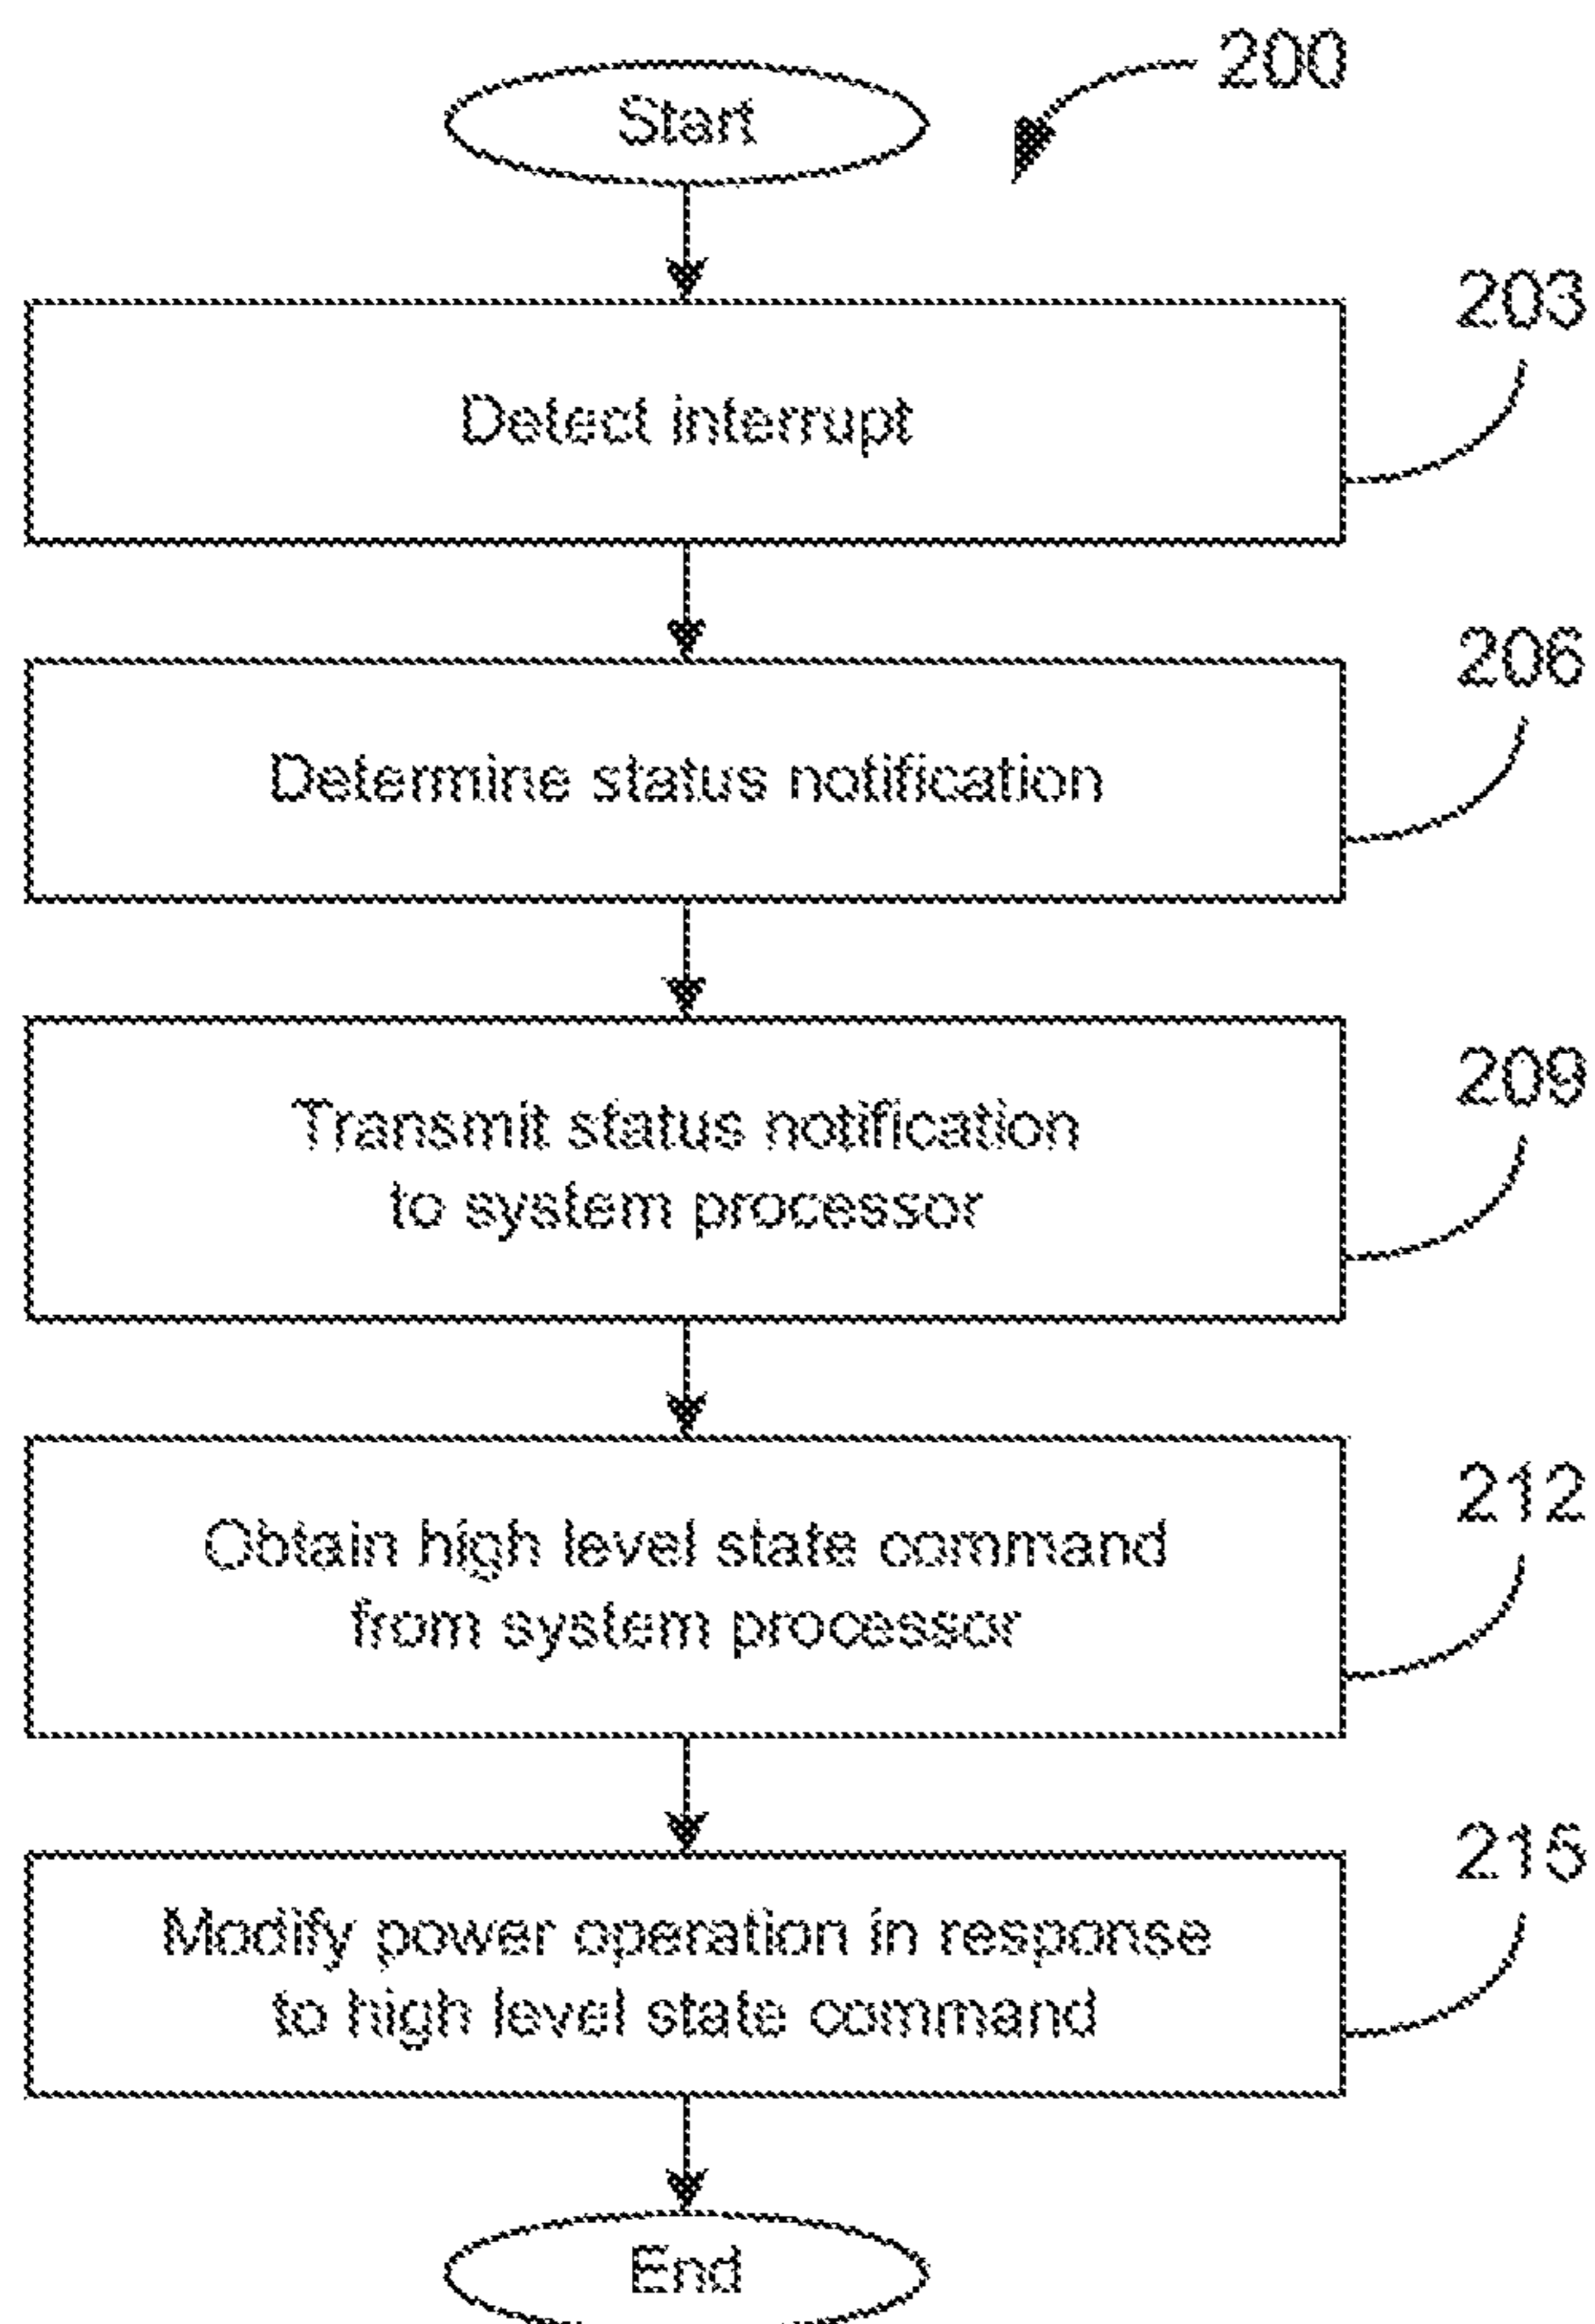 Start
200
203
Detect interrupt
206
Determine status notification
209
Transmit status notification
to system processor
212
Obtain high level state command
from system processor
215
Modify power operation in response
to high level state command
End